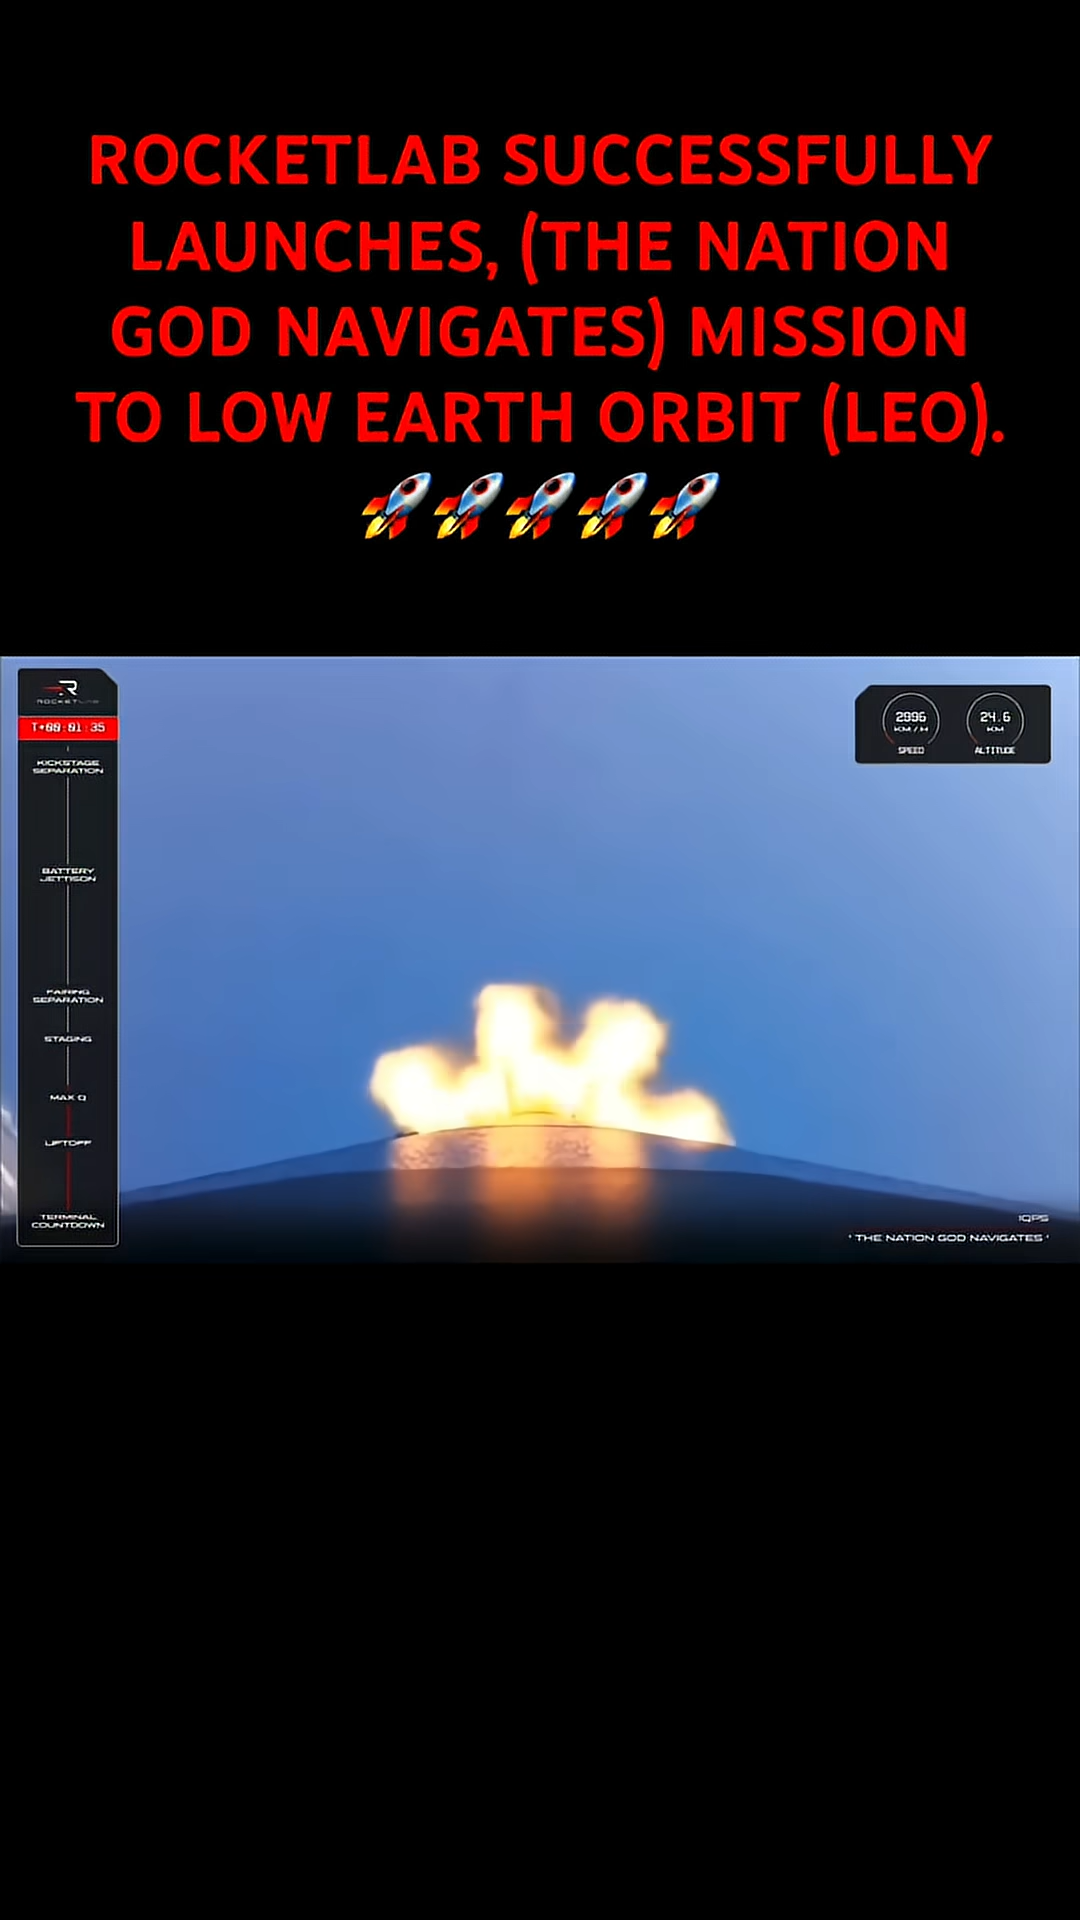 ROCKETLAB SUCCESSFULLY
LAUNCHES, (THE NATION
GOD NAVIGATES) MISSION
TO LOW EARTH ORBIT (LEO).
🚀🚀🚀🚀🚀
R
ROCKETLAB
T+00:01:35
KICKSTAGE
SEPARATION
BATTERY
JETTISON
FAIRING
SEPARATION
STAGING
MAX Q
LIFTOFF
TERMINAL
COUNTDOWN
2996
KM/H
SPEED
24.6
KM
ALTITUDE
IQPS
' THE NATION GOD NAVIGATES '